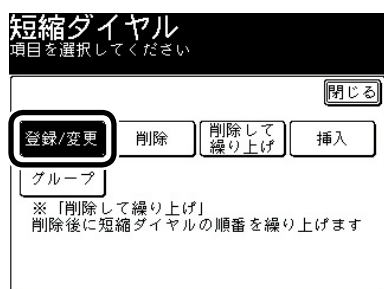 短縮ダイヤル
項目を選択してください
閉じる
登録/変更 削除 削除して 挿入
繰り上げ
グループ
※「削除して繰り上げ」
削除後に短縮ダイヤルの順番を繰り上げます